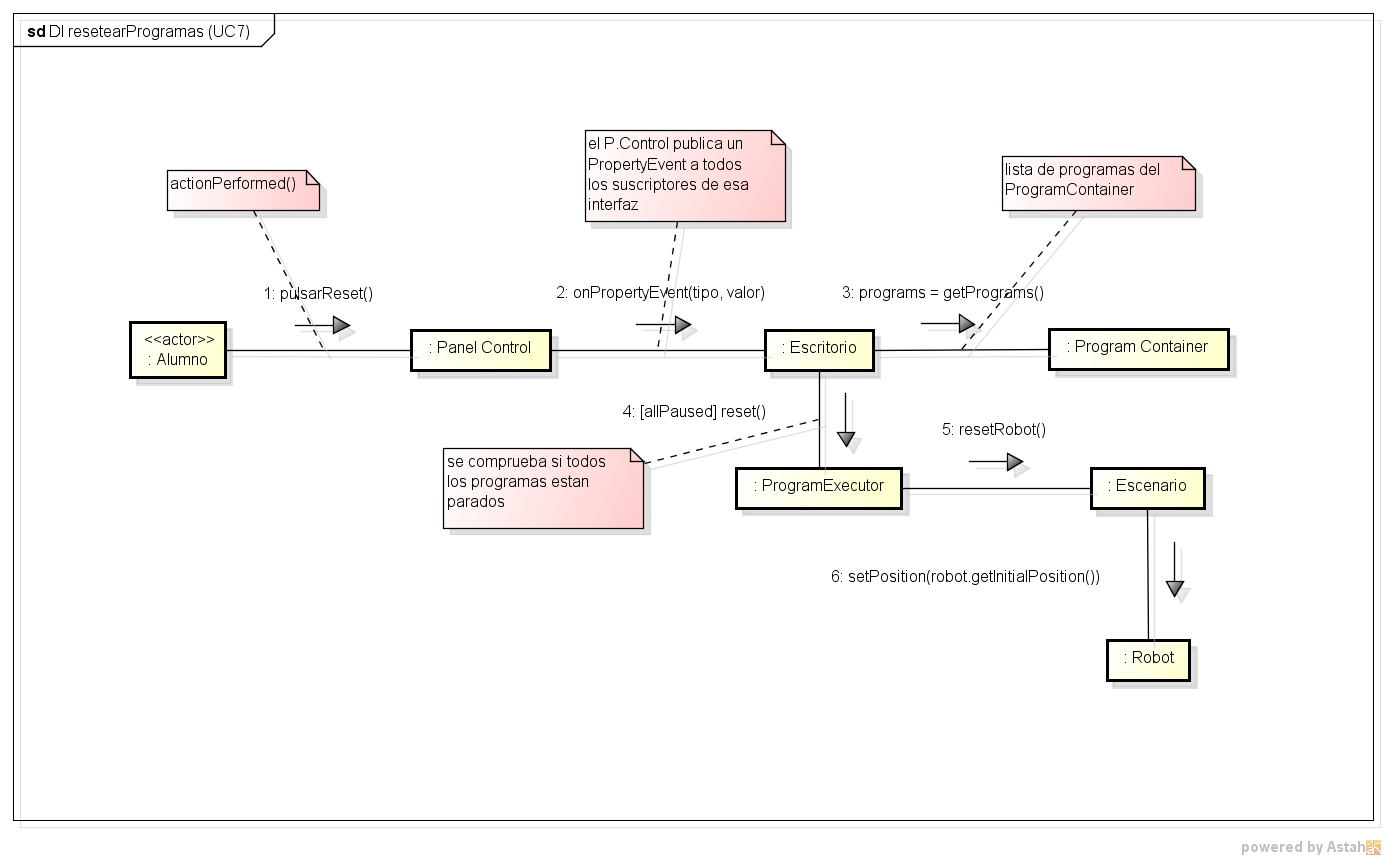 sd DI resetearProgramas (UC7)
el P.Control publica un
PropertyEvent a todos
los suscriptores de esa
interfaz
lista de programas del
ProgramContainer
actionPerformed()
1: pulsarReset()
2: onPropertyEvent(tipo, valor)
3: programs = getPrograms()
<<actor>>
: Alumno
: Panel Control
: Escritorio
: Program Container
4: [allPaused] reset()
5: resetRobot()
se comprueba si todos
los programas estan
parados
: ProgramExecutor
: Escenario
6: setPosition(robot.getInitialPosition())
: Robot
powered by Astah